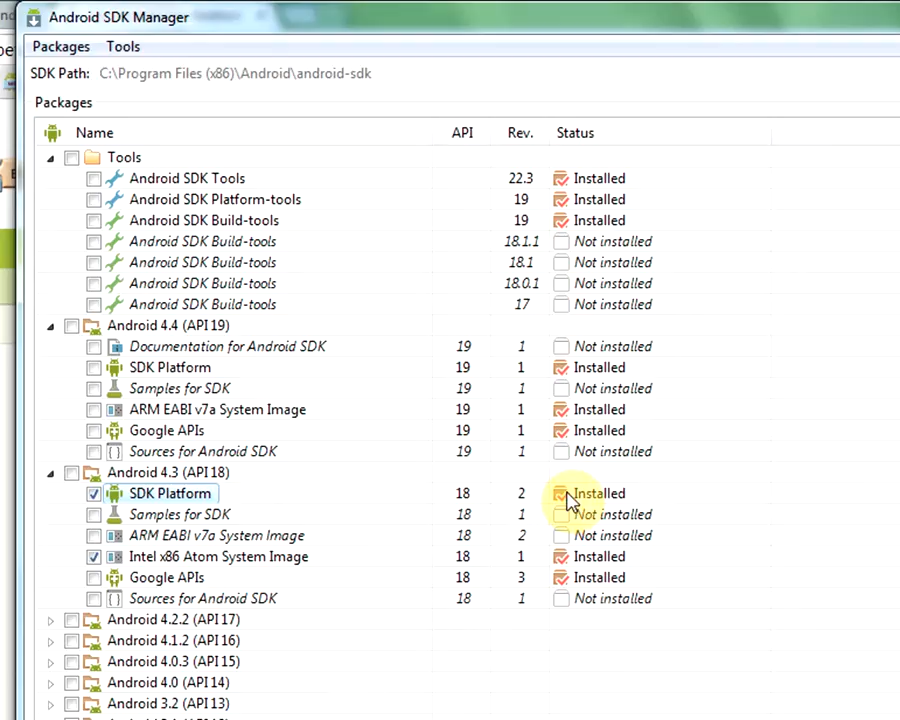 Android SDK Manager
Packages Tools
SDK Path: C:\Program Files (x86)\Android\android-sdk
Packages
Name API Rev. Status
Tools
Android SDK Tools 22.3 Installed
Android SDK Platform-tools 19 Installed
Android SDK Build-tools 19 Installed
Android SDK Build-tools 18.1.1 Not installed
Android SDK Build-tools 18.1 Not installed
Android SDK Build-tools 18.0.1 Not installed
Android SDK Build-tools 17 Not installed
Android 4.4 (API 19)
Documentation for Android SDK 19 1 Not installed
SDK Platform 19 1 Installed
Samples for SDK 19 1 Not installed
ARM EABI v7a System Image 19 1 Installed
Google APIs 19 1 Installed
Sources for Android SDK 19 1 Not installed
Android 4.3 (API 18)
SDK Platform 18 2 Installed
Samples for SDK 18 1 Not installed
ARM EABI v7a System Image 18 2 Not installed
Intel x86 Atom System Image 18 1 Installed
Google APIs 18 3 Installed
Sources for Android SDK 18 1 Not installed
Android 4.2.2 (API 17)
Android 4.1.2 (API 16)
Android 4.0.3 (API 15)
Android 4.0 (API 14)
Android 3.2 (API 13)